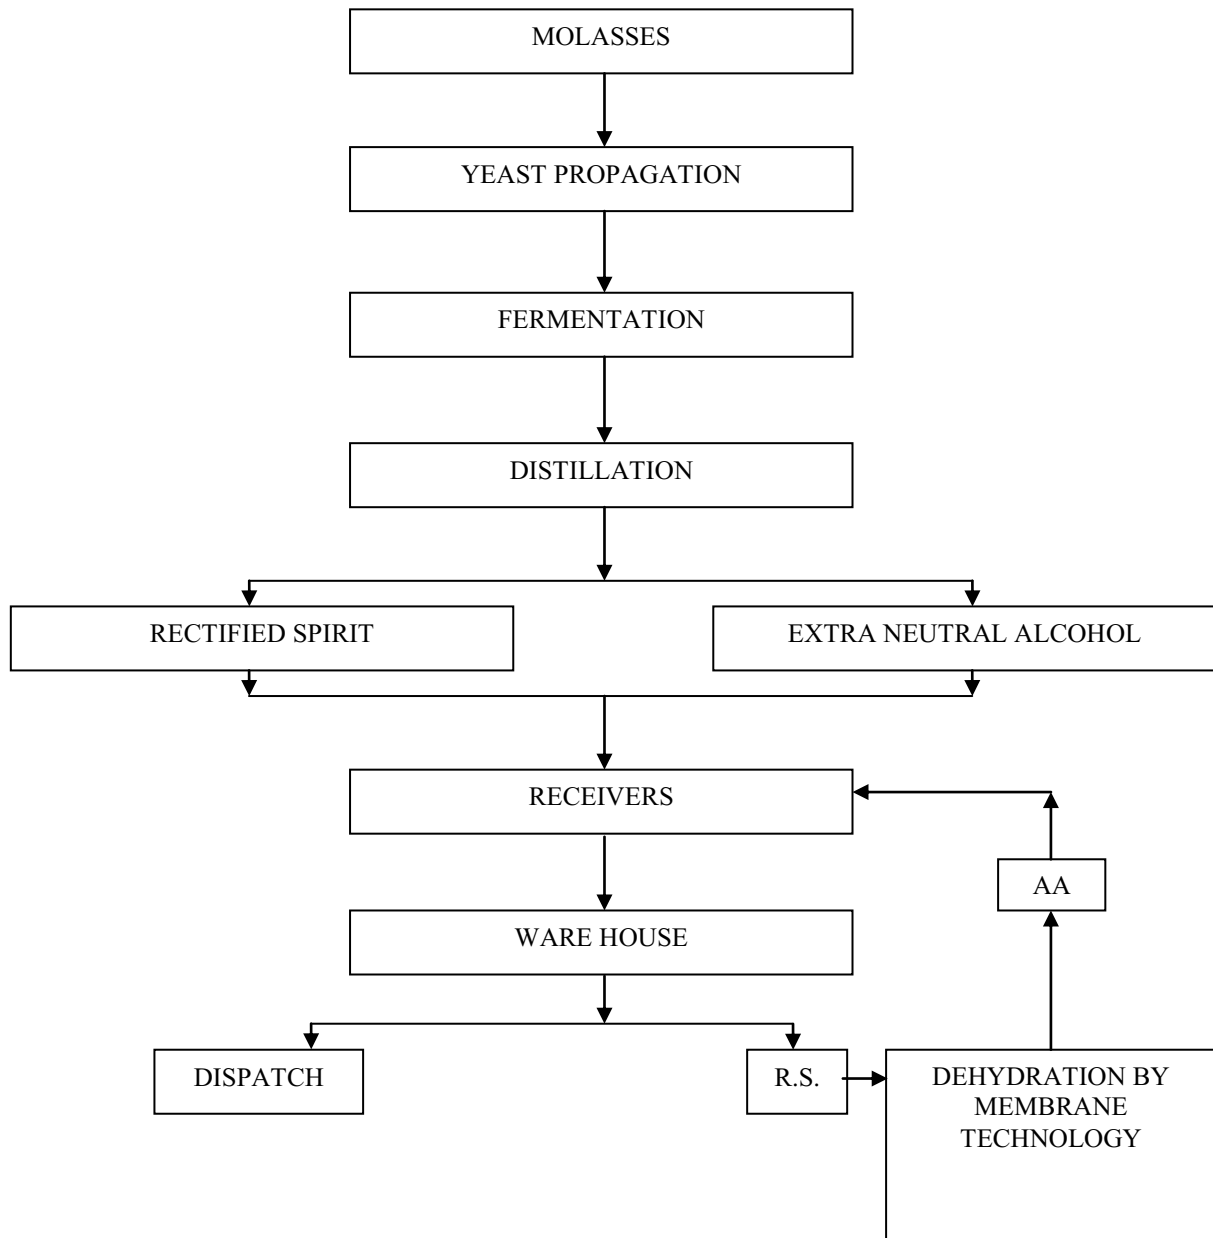 MOLASSES
YEAST PROPAGATION
FERMENTATION
DISTILLATION
RECTIFIED SPIRIT
EXTRA NEUTRAL ALCOHOL
RECEIVERS
AA
WARE HOUSE
DISPATCH
R.S.
DEHYDRATION BY
MEMBRANE
TECHNOLOGY